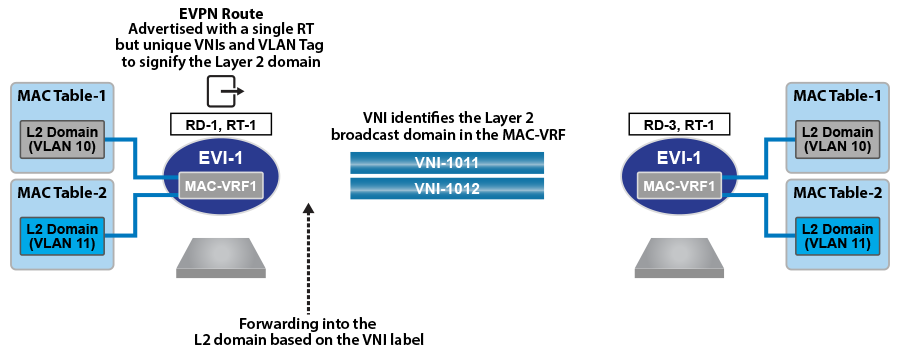 EVPN Route
Advertised with a single RT
but unique VNIs and VLAN Tag
to signify the Layer 2 domain
MAC Table-1
L2 Domain
(VLAN 10)
MAC Table-2
L2 Domain
(VLAN 11)
RD-1, RT-1
EVI-1
MAC-VRF1
VNI identifies the Layer 2
broadcast domain in the MAC-VRF
VNI-1011
VNI-1012
RD-3, RT-1
EVI-1
MAC-VRF1
MAC Table-1
L2 Domain
(VLAN 10)
MAC Table-2
L2 Domain
(VLAN 11)
Forwarding into the
L2 domain based on the VNI label